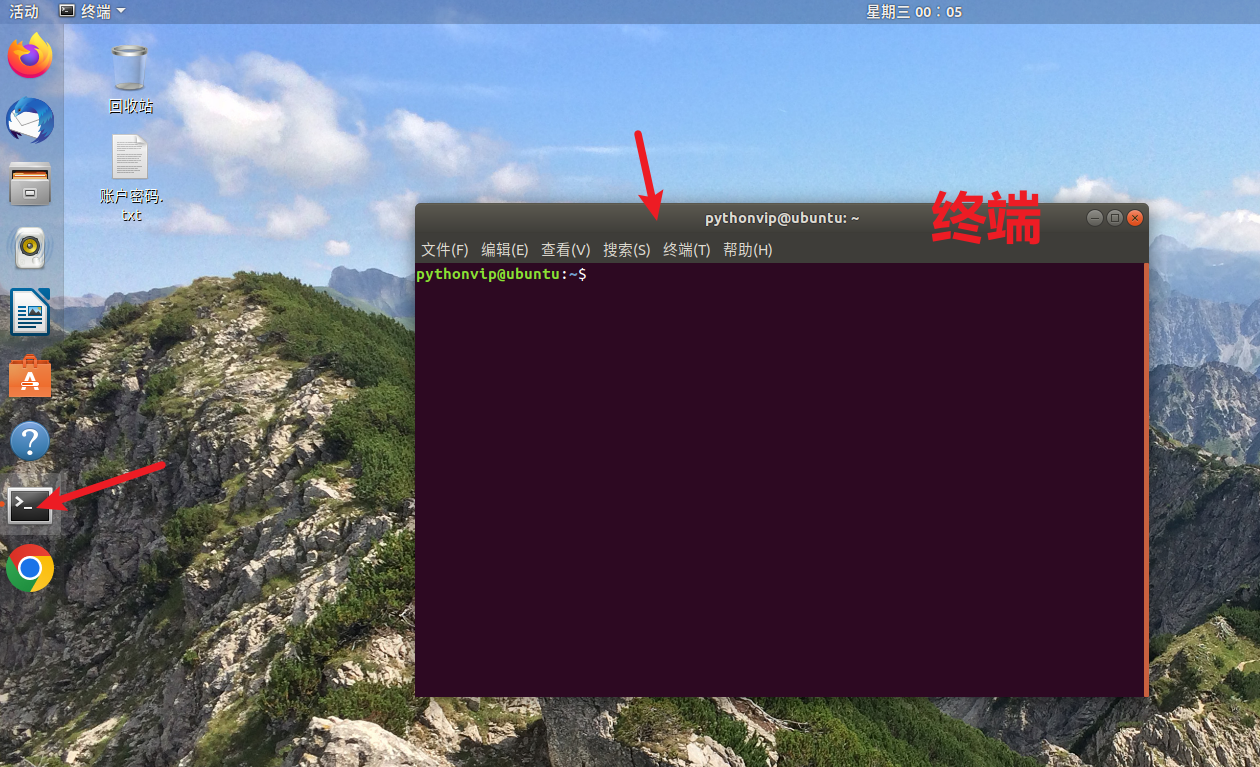 活动 终端 星期三 00：05
回收站
账户密码.
txt
pythonvip@ubuntu: ~
终端
文件(F) 编辑(E) 查看(V) 搜索(S) 终端(T) 帮助(H)
pythonvip@ubuntu:~$